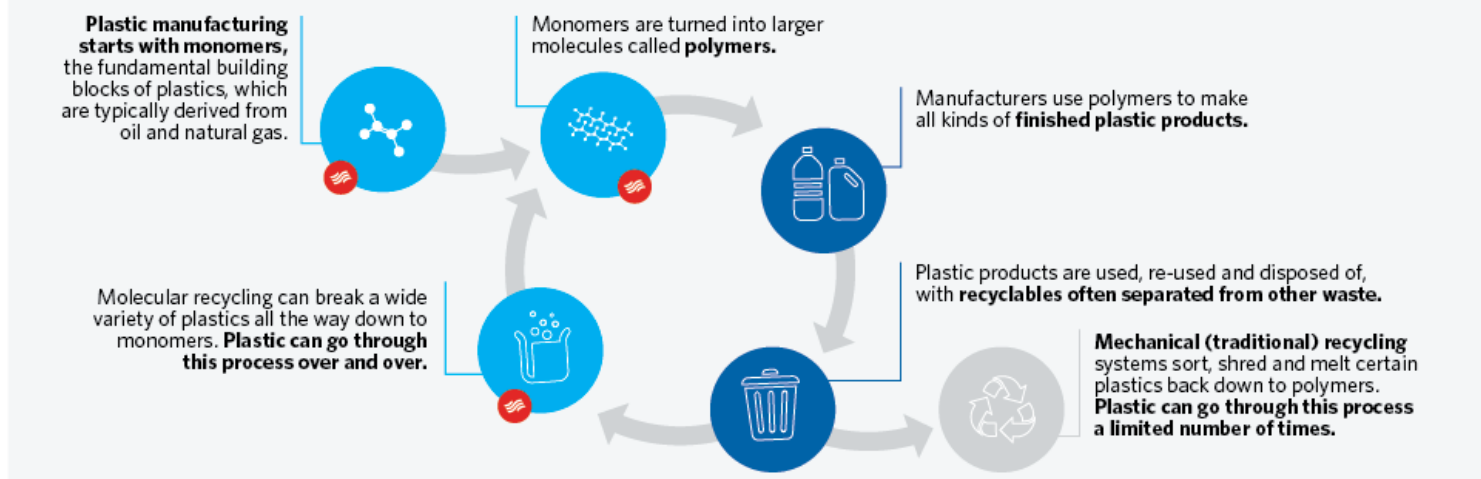 Plastic manufacturing
starts with monomers,
the fundamental building
blocks of plastics, which
are typically derived from
oil and natural gas.
Monomers are turned into larger
molecules called polymers.
Manufacturers use polymers to make
all kinds of finished plastic products.
Plastic products are used, re-used and disposed of,
with recyclables often separated from other waste.
Mechanical (traditional) recycling
systems sort, shred and melt certain
plastics back down to polymers.
Plastic can go through this process
a limited number of times.
Molecular recycling can break a wide
variety of plastics all the way down to
monomers. Plastic can go through
this process over and over.